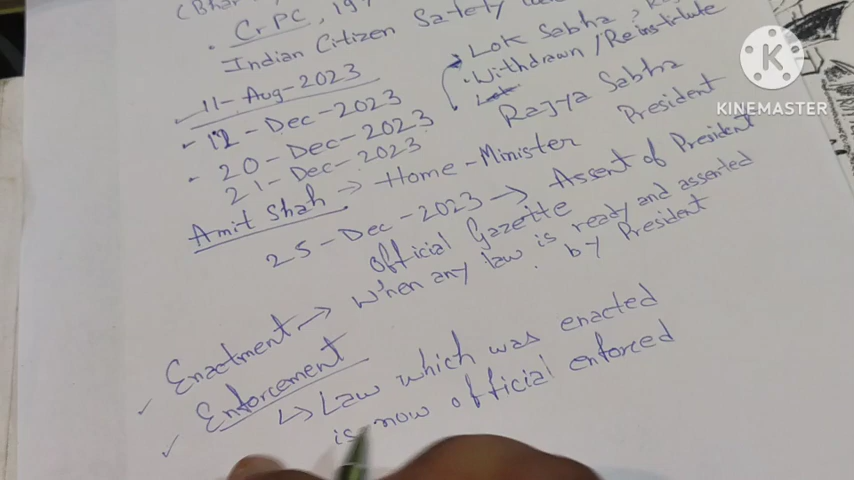 (Bhar
• CrPC, 19
Indian Citizen Safety
11-Aug-2023
• Lok Sabha,
- 12-Dec-2023
• Withdrawn/Reinstitute
- 20-Dec-2023
Rajya Sabha
21-Dec-2023
President
Amit Shah → Home-Minister
25-Dec-2023 → Assent of President
official Gazette
Enactment → When any law is ready and assented
by President
Enforcement
↳ Law which was enacted
is now official enforced
KINEMASTER